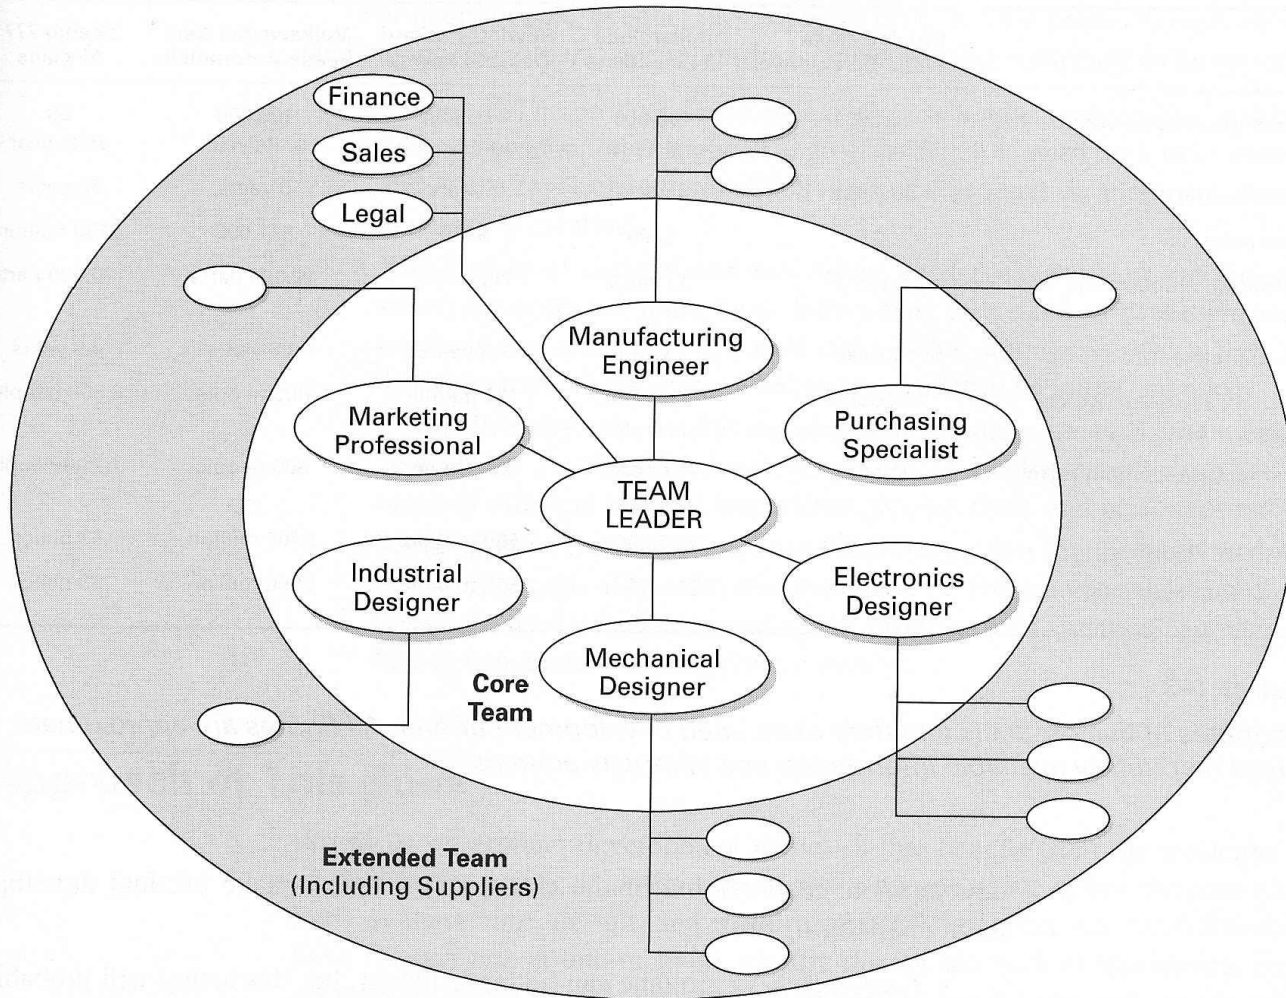 Finance
Sales
Legal
Manufacturing
Engineer
Marketing
Professional
Purchasing
Specialist
TEAM
LEADER
Industrial
Designer
Electronics
Designer
Mechanical
Designer
Core
Team
Extended Team
(Including Suppliers)